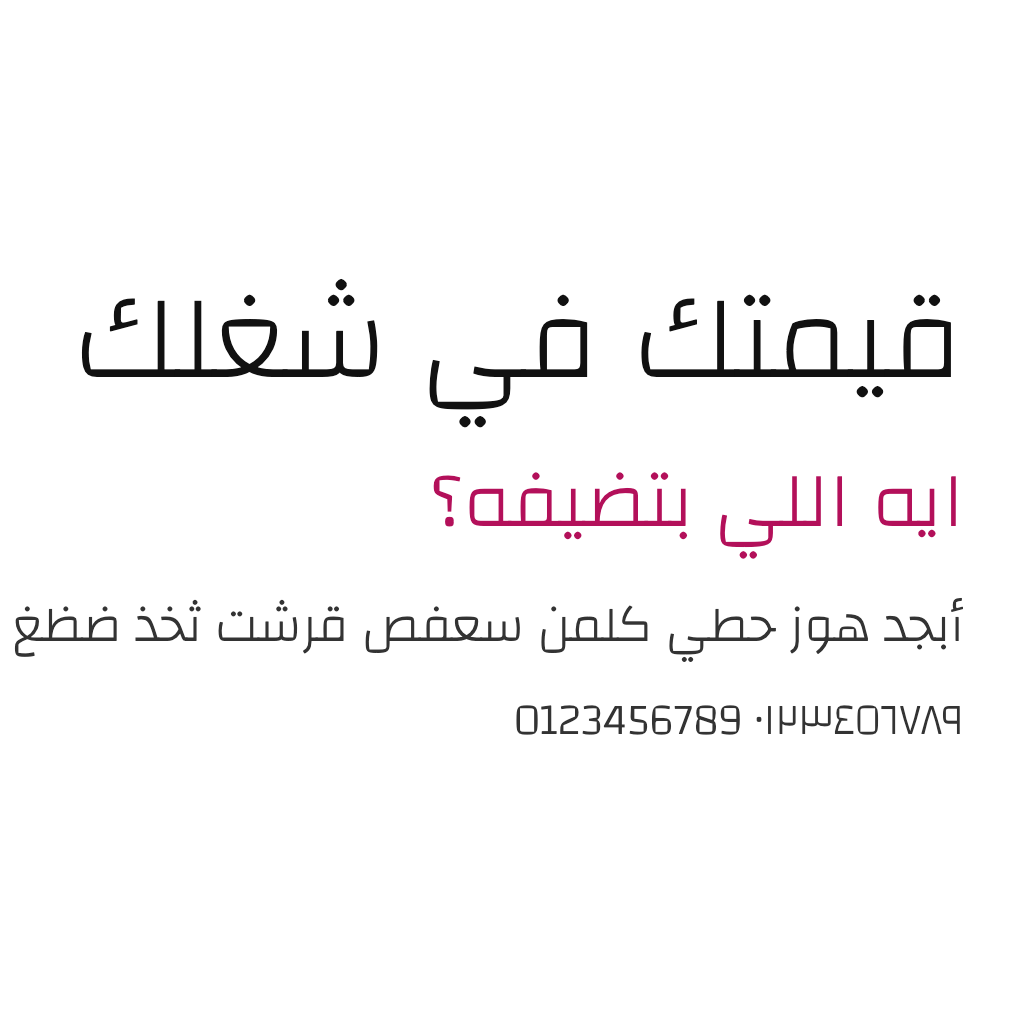 قيمتك في شغلك
ايه اللي بتضيفه؟
أبجد هوز حطي كلمن سعفص قرشت ثخذ ضظغ
0123456789 ٠١٢٣٤٥٦٧٨٩